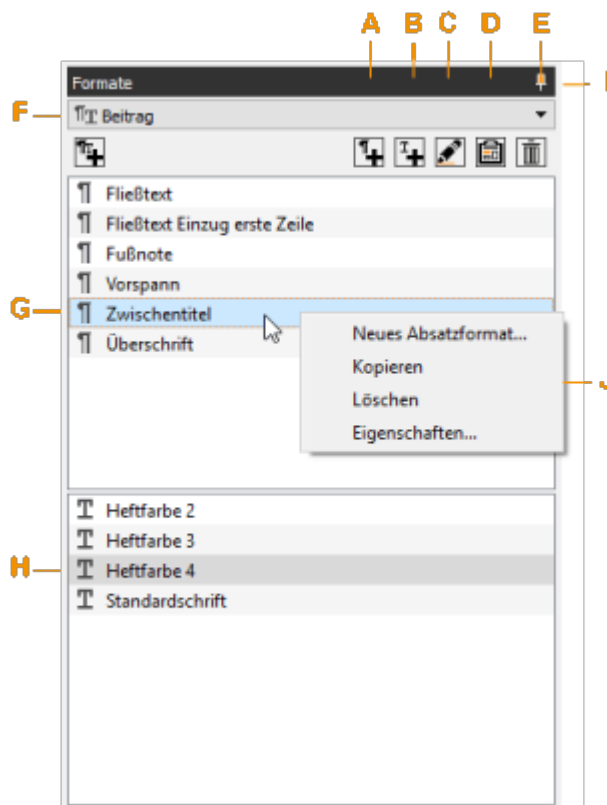 A B C D E
Formate
F
Beitrag
Fließtext
Fließtext Einzug erste Zeile
Fußnote
Vorspann
G
Zwischentitel
Überschrift
Neues Absatzformat...
Kopieren
J
Löschen
Eigenschaften...
Heftfarbe 2
Heftfarbe 3
H
Heftfarbe 4
Standardschrift